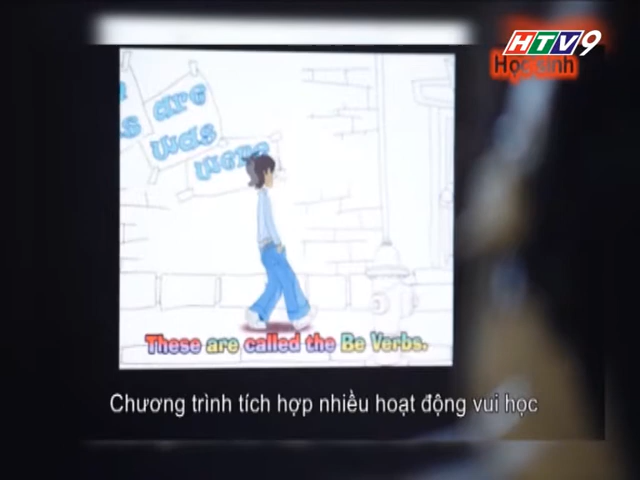 HTV9
Học sinh
are
was
were
These are called the Be Verbs.
Chương trình tích hợp nhiều hoạt động vui học